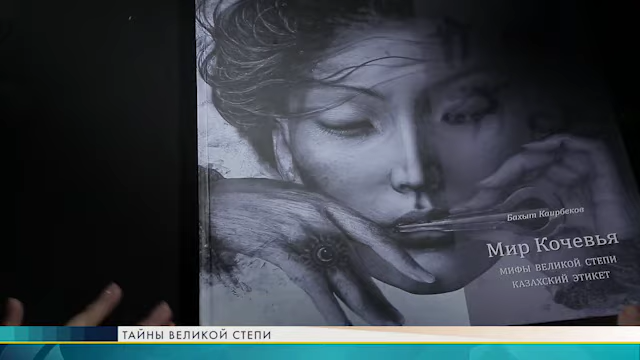 Бахыт Каирбеков
Мир Кочевья
МИФЫ ВЕЛИКОЙ СТЕПИ
КАЗАХСКИЙ ЭТИКЕТ
ТАЙНЫ ВЕЛИКОЙ СТЕПИ